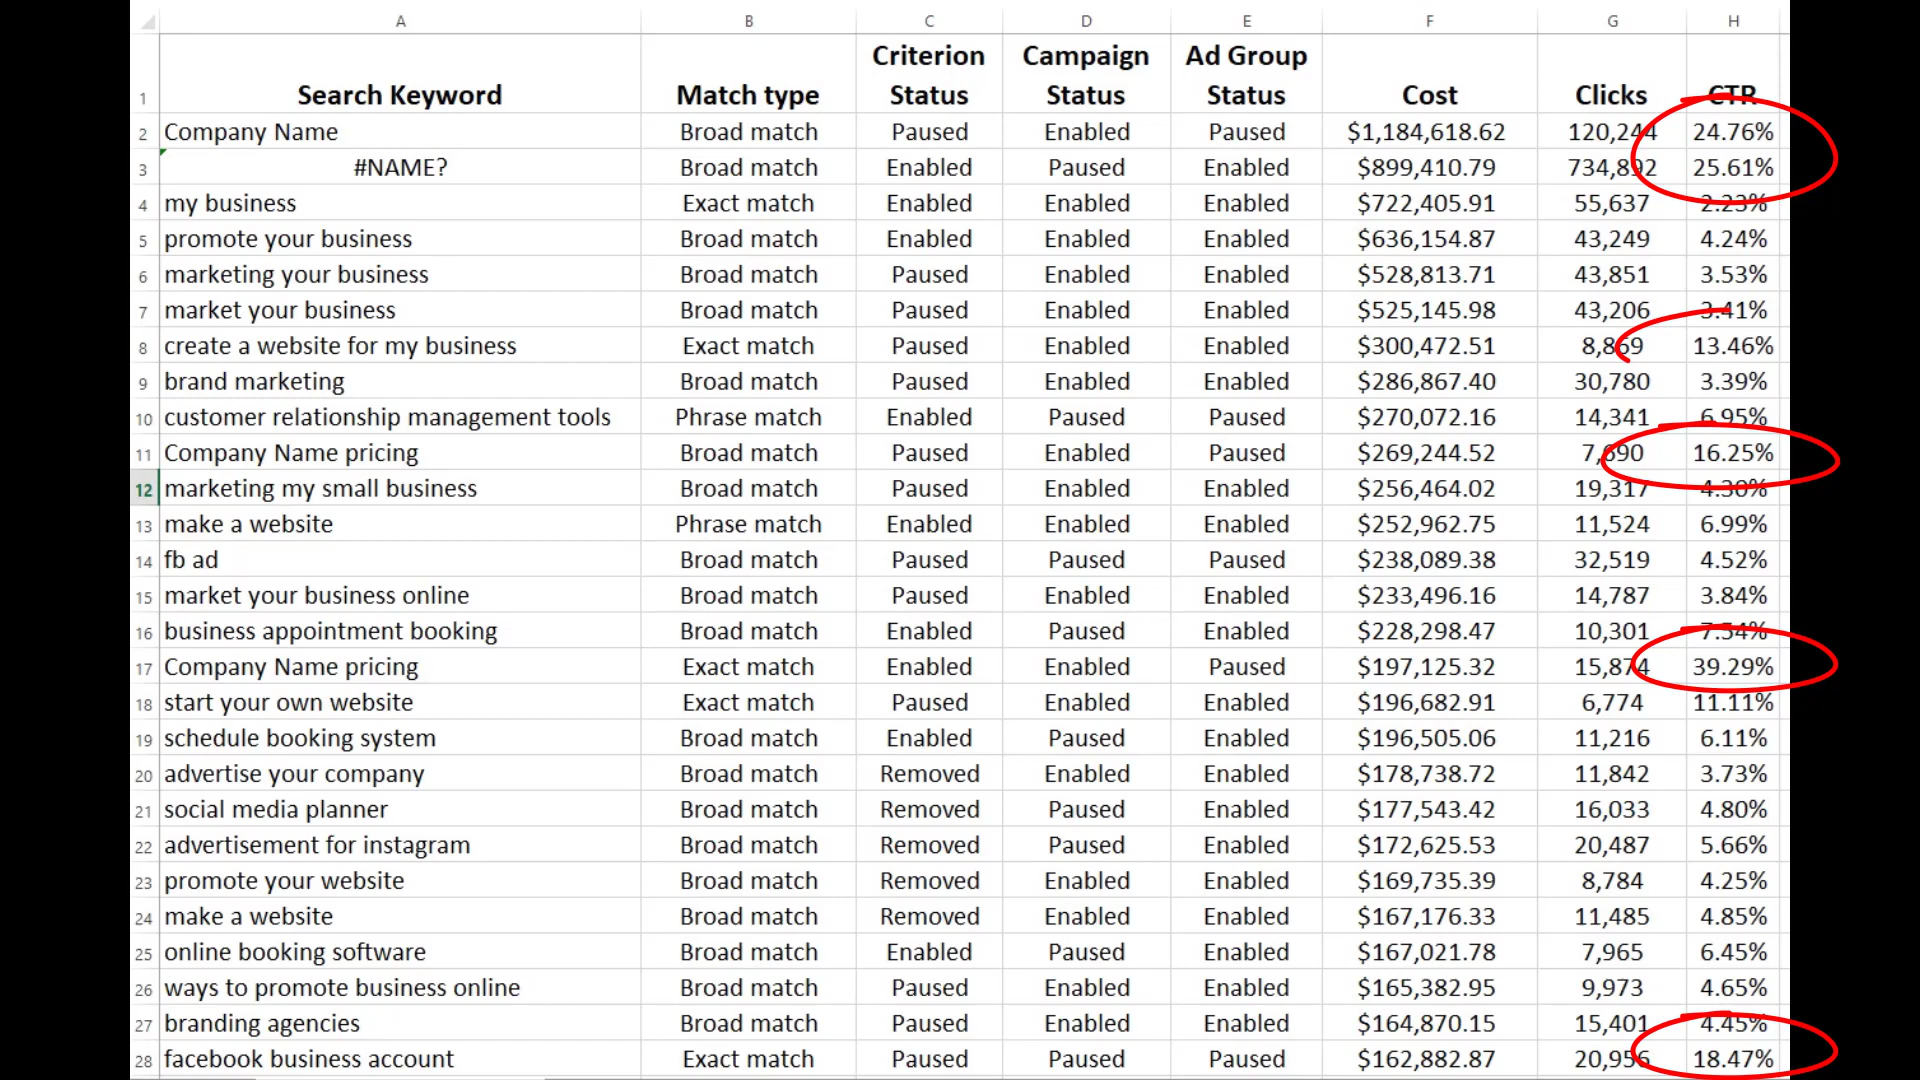 A B C D E F G H
1 Search Keyword Match type Criterion Status Campaign Status Ad Group Status Cost Clicks CTR
2 Company Name Broad match Paused Enabled Paused $1,184,618.62 120,244 24.76%
3 #NAME? Broad match Enabled Paused Enabled $899,410.79 734,892 25.61%
4 my business Exact match Enabled Enabled Enabled $722,405.91 55,637 2.23%
5 promote your business Broad match Enabled Enabled Enabled $636,154.87 43,249 4.24%
6 marketing your business Broad match Paused Enabled Enabled $528,813.71 43,851 3.53%
7 market your business Broad match Paused Enabled Enabled $525,145.98 43,206 3.41%
8 create a website for my business Exact match Paused Enabled Enabled $300,472.51 8,869 13.46%
9 brand marketing Broad match Paused Enabled Enabled $286,867.40 30,780 3.39%
10 customer relationship management tools Phrase match Enabled Paused Paused $270,072.16 14,341 6.95%
11 Company Name pricing Broad match Paused Enabled Paused $269,244.52 7,690 16.25%
12 marketing my small business Broad match Paused Enabled Enabled $256,464.02 19,317 4.30%
13 make a website Phrase match Enabled Enabled Enabled $252,962.75 11,524 6.99%
14 fb ad Broad match Paused Paused Paused $238,089.38 32,519 4.52%
15 market your business online Broad match Paused Enabled Enabled $233,496.16 14,787 3.84%
16 business appointment booking Broad match Enabled Paused Enabled $228,298.47 10,301 7.54%
17 Company Name pricing Exact match Enabled Enabled Paused $197,125.32 15,874 39.29%
18 start your own website Exact match Paused Enabled Enabled $196,682.91 6,774 11.11%
19 schedule booking system Broad match Enabled Paused Enabled $196,505.06 11,216 6.11%
20 advertise your company Broad match Removed Enabled Enabled $178,738.72 11,842 3.73%
21 social media planner Broad match Removed Paused Enabled $177,543.42 16,033 4.80%
22 advertisement for instagram Broad match Removed Paused Enabled $172,625.53 20,487 5.66%
23 promote your website Broad match Removed Enabled Enabled $169,735.39 8,784 4.25%
24 make a website Broad match Removed Enabled Enabled $167,176.33 11,485 4.85%
25 online booking software Broad match Enabled Paused Enabled $167,021.78 7,965 6.45%
26 ways to promote business online Broad match Paused Enabled Enabled $165,382.95 9,973 4.65%
27 branding agencies Broad match Paused Enabled Enabled $164,870.15 15,401 4.45%
28 facebook business account Exact match Paused Paused Paused $162,882.87 20,956 18.47%